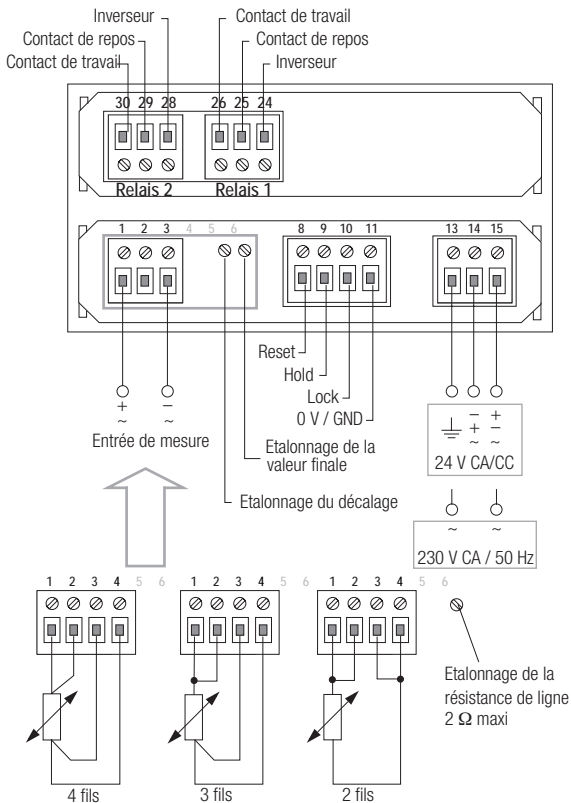 Inverseur
Contact de repos
Contact de travail
Contact de travail
Contact de repos
Inverseur
30 29 28
26 25 24
Relais 2
Relais 1
1 2 3 4 5 6
8 9 10 11
13 14 15
Reset
Hold
Lock
0 V / GND
+
~
−
~
Entrée de mesure
Etalonnage de la
valeur finale
Etalonnage du décalage
− +
+ −
~ ~
24 V CA/CC
~ ~
230 V CA / 50 Hz
1 2 3 4 5 6
1 2 3 4 5 6
1 2 3 4 5 6
Etalonnage de la
résistance de ligne
2 Ω maxi
4 fils
3 fils
2 fils